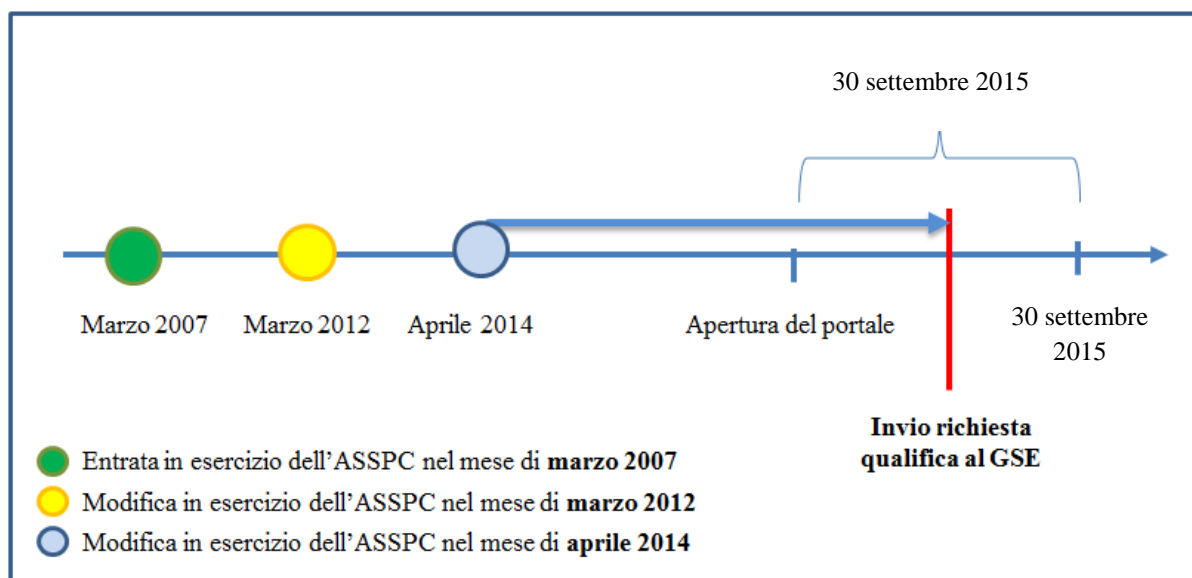 30 settembre 2015
Marzo 2007
Marzo 2012
Aprile 2014
Apertura del portale
30 settembre
2015
Invio richiesta
qualifica al GSE
Entrata in esercizio dell'ASSPC nel mese di marzo 2007
Modifica in esercizio dell'ASSPC nel mese di marzo 2012
Modifica in esercizio dell'ASSPC nel mese di aprile 2014